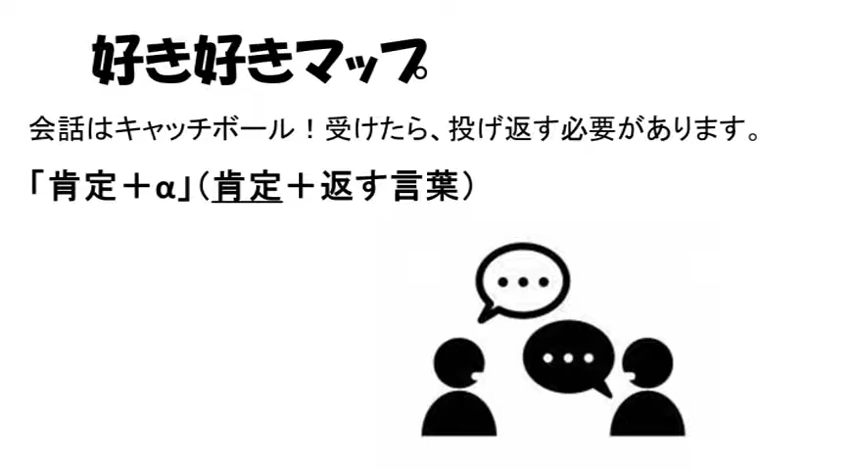 好き好きマップ。
会話はキャッチボール！受けたら、投げ返す必要があります。
「肯定＋α」（肯定＋返す言葉）